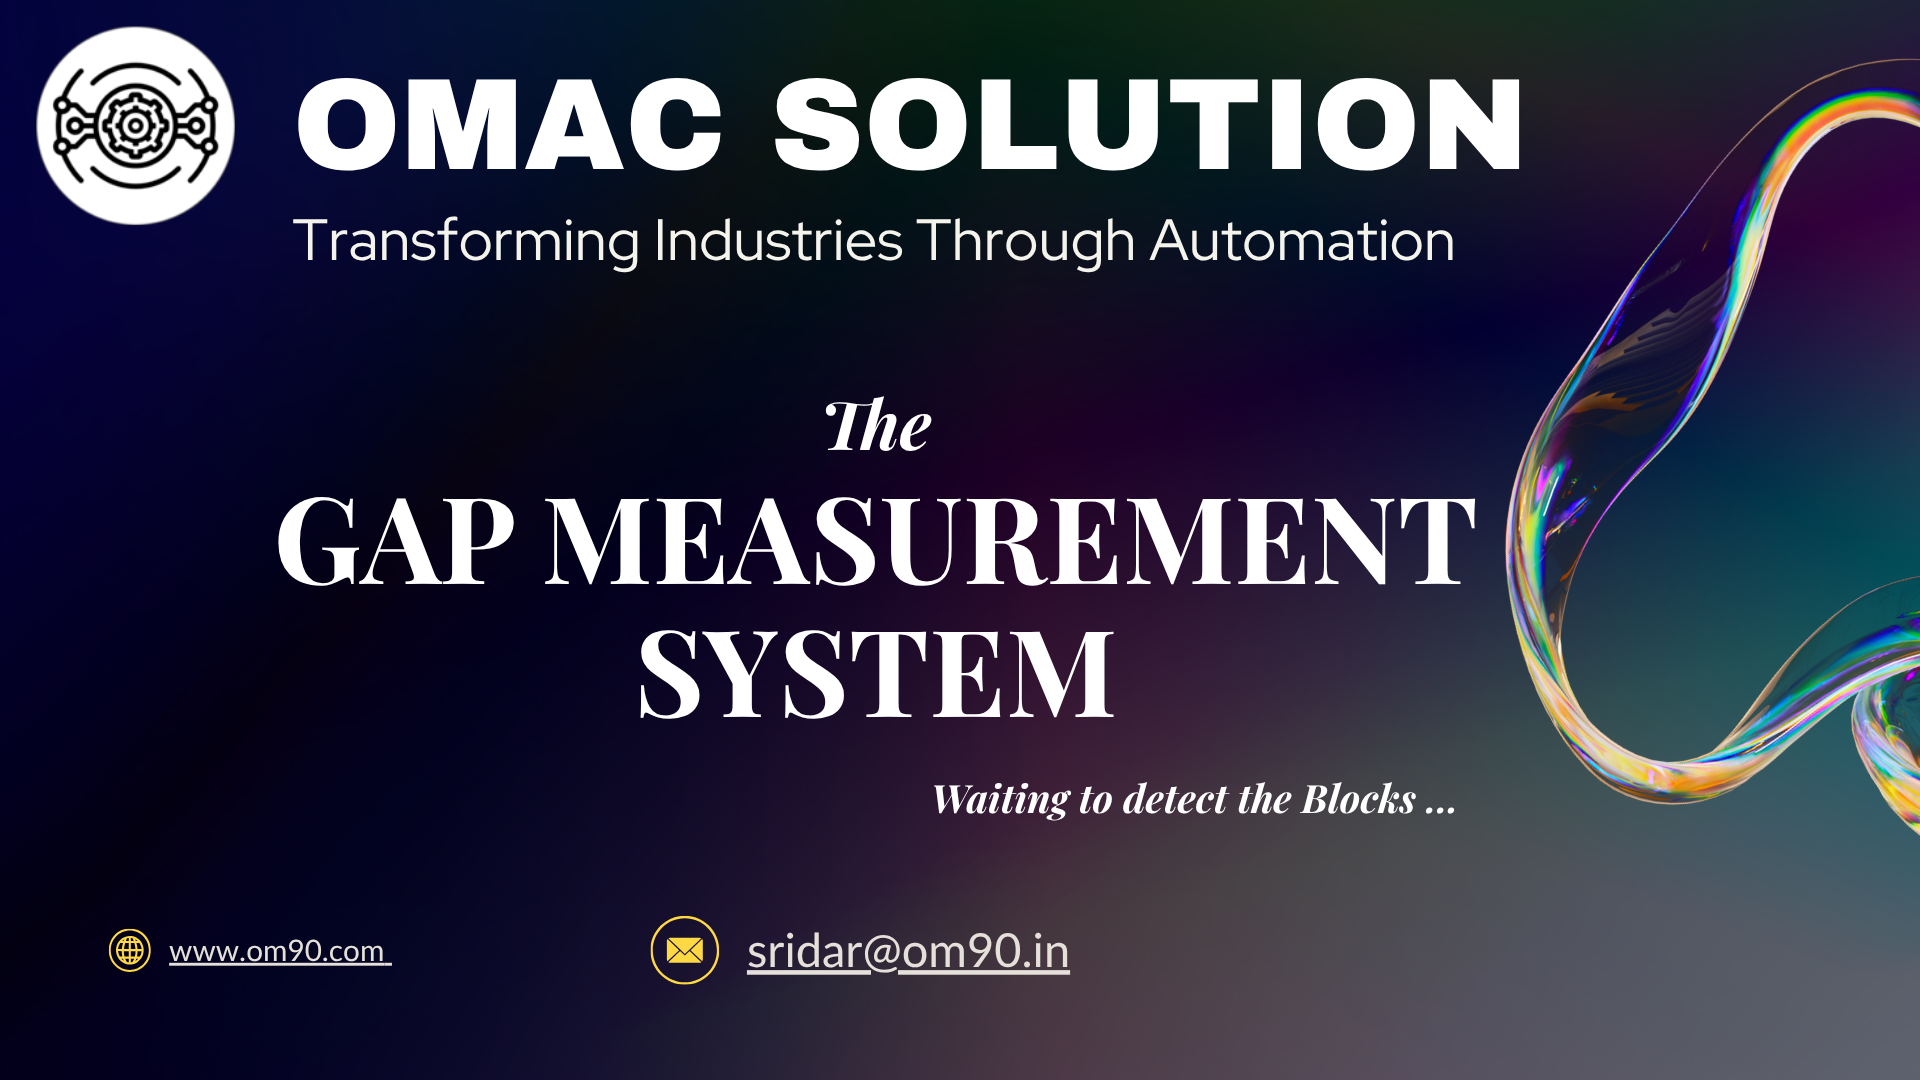 OMAC SOLUTION
Transforming Industries Through Automation
The
GAP MEASUREMENT
SYSTEM
Waiting to detect the Blocks ...
www.om90.com
sridar@om90.in